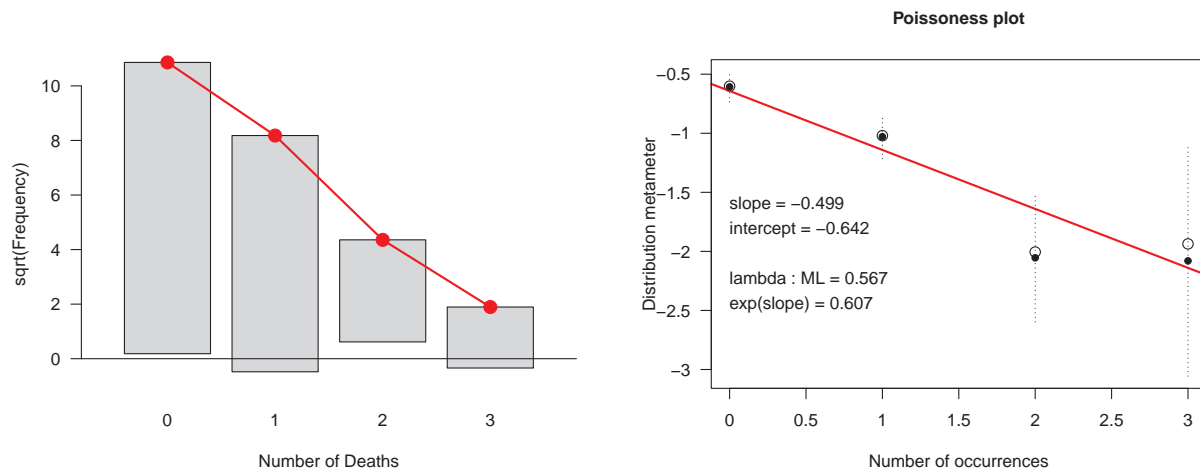 sqrt(Frequency)
10
8
6
4
2
0
0 1 2 3
Number of Deaths
Poissoness plot
Distribution metameter
−0.5
−1
−1.5
−2
−2.5
−3
slope = −0.499
intercept = −0.642
lambda : ML = 0.567
exp(slope) = 0.607
0 0.5 1 1.5 2 2.5 3
Number of occurrences